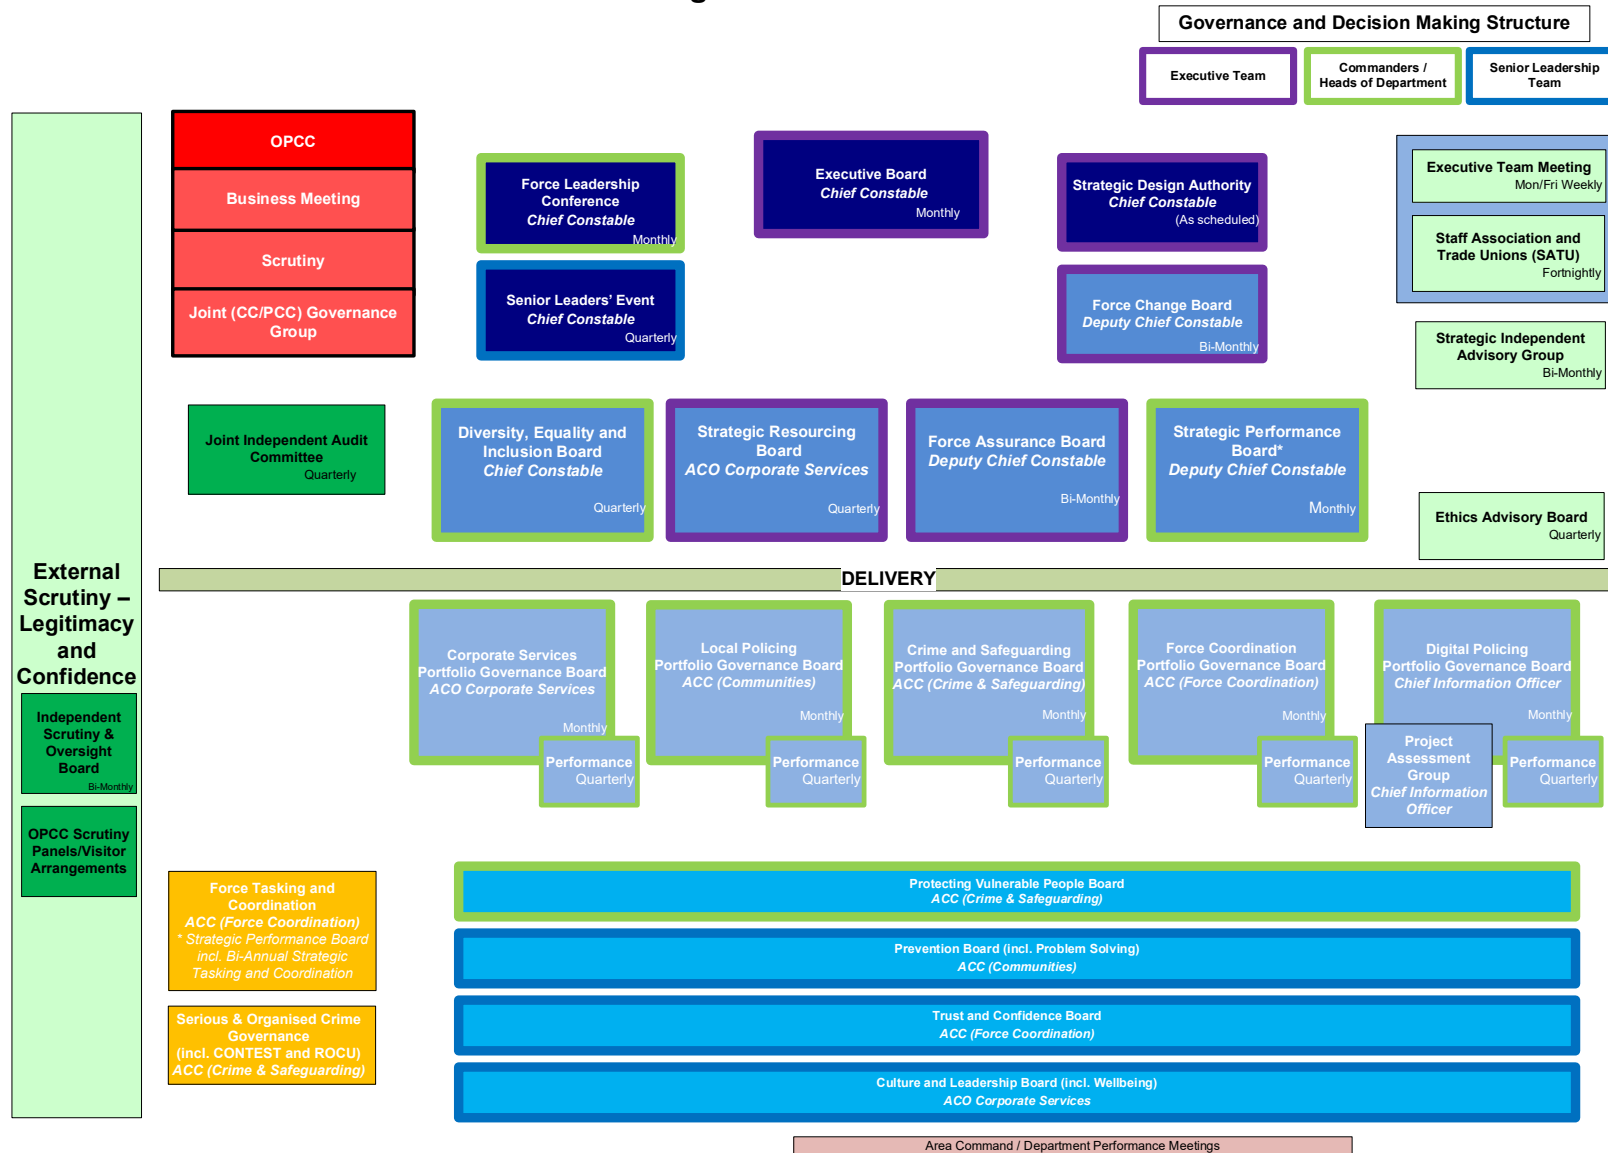 g
Governance and Decision Making Structure
Executive Team
Commanders /
Heads of Department
Senior Leadership
Team
OPCC
Business Meeting
Scrutiny
Joint (CC/PCC) Governance
Group
Force Leadership
Conference
Chief Constable
Monthly
Senior Leaders' Event
Chief Constable
Quarterly
Executive Board
Chief Constable
Monthly
Strategic Design Authority
Chief Constable
(As scheduled)
Force Change Board
Deputy Chief Constable
Bi-Monthly
Executive Team Meeting
Mon/Fri Weekly
Staff Association and
Trade Unions (SATU)
Fortnightly
Strategic Independent
Advisory Group
Bi-Monthly
Joint Independent Audit
Committee
Quarterly
Diversity, Equality and
Inclusion Board
Chief Constable
Quarterly
Strategic Resourcing
Board
ACO Corporate Services
Quarterly
Force Assurance Board
Deputy Chief Constable
Bi-Monthly
Strategic Performance
Board*
Deputy Chief Constable
Monthly
Ethics Advisory Board
Quarterly
External
Scrutiny –
Legitimacy
and
Confidence
Independent
Scrutiny &
Oversight
Board
Bi-Monthly
OPCC Scrutiny
Panels/Visitor
Arrangements
DELIVERY
Corporate Services
Portfolio Governance Board
ACO Corporate Services
Monthly
Performance
Quarterly
Local Policing
Portfolio Governance Board
ACC (Communities)
Monthly
Performance
Quarterly
Crime and Safeguarding
Portfolio Governance Board
ACC (Crime & Safeguarding)
Monthly
Performance
Quarterly
Force Coordination
Portfolio Governance Board
ACC (Force Coordination)
Monthly
Performance
Quarterly
Digital Policing
Portfolio Governance Board
Chief Information Officer
Monthly
Project
Assessment
Group
Chief Information
Officer
Performance
Quarterly
Force Tasking and
Coordination
ACC (Force Coordination)
* Strategic Performance Board
incl. Bi-Annual Strategic
Tasking and Coordination
Serious & Organised Crime
Governance
(incl. CONTEST and ROCU)
ACC (Crime & Safeguarding)
Protecting Vulnerable People Board
ACC (Crime & Safeguarding)
Prevention Board (incl. Problem Solving)
ACC (Communities)
Trust and Confidence Board
ACC (Force Coordination)
Culture and Leadership Board (incl. Wellbeing)
ACO Corporate Services
Area Command / Department Performance Meetings